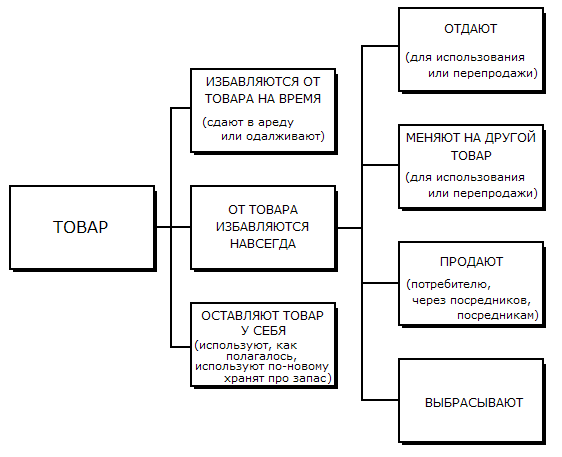 ТОВАР
ИЗБАВЛЯЮТСЯ ОТ
ТОВАРА НА ВРЕМЯ
(сдают в ареду
или одалживают)
ОТ ТОВАРА
ИЗБАВЛЯЮТСЯ
НАВСЕГДА
ОСТАВЛЯЮТ ТОВАР
У СЕБЯ
(используют, как
полагалось,
используют по-новому
хранят про запас)
ОТДАЮТ
(для использования
или перепродажи)
МЕНЯЮТ НА ДРУГОЙ
ТОВАР
(для использования
или перепродажи)
ПРОДАЮТ
(потребителю,
через посредников,
посредникам)
ВЫБРАСЫВАЮТ